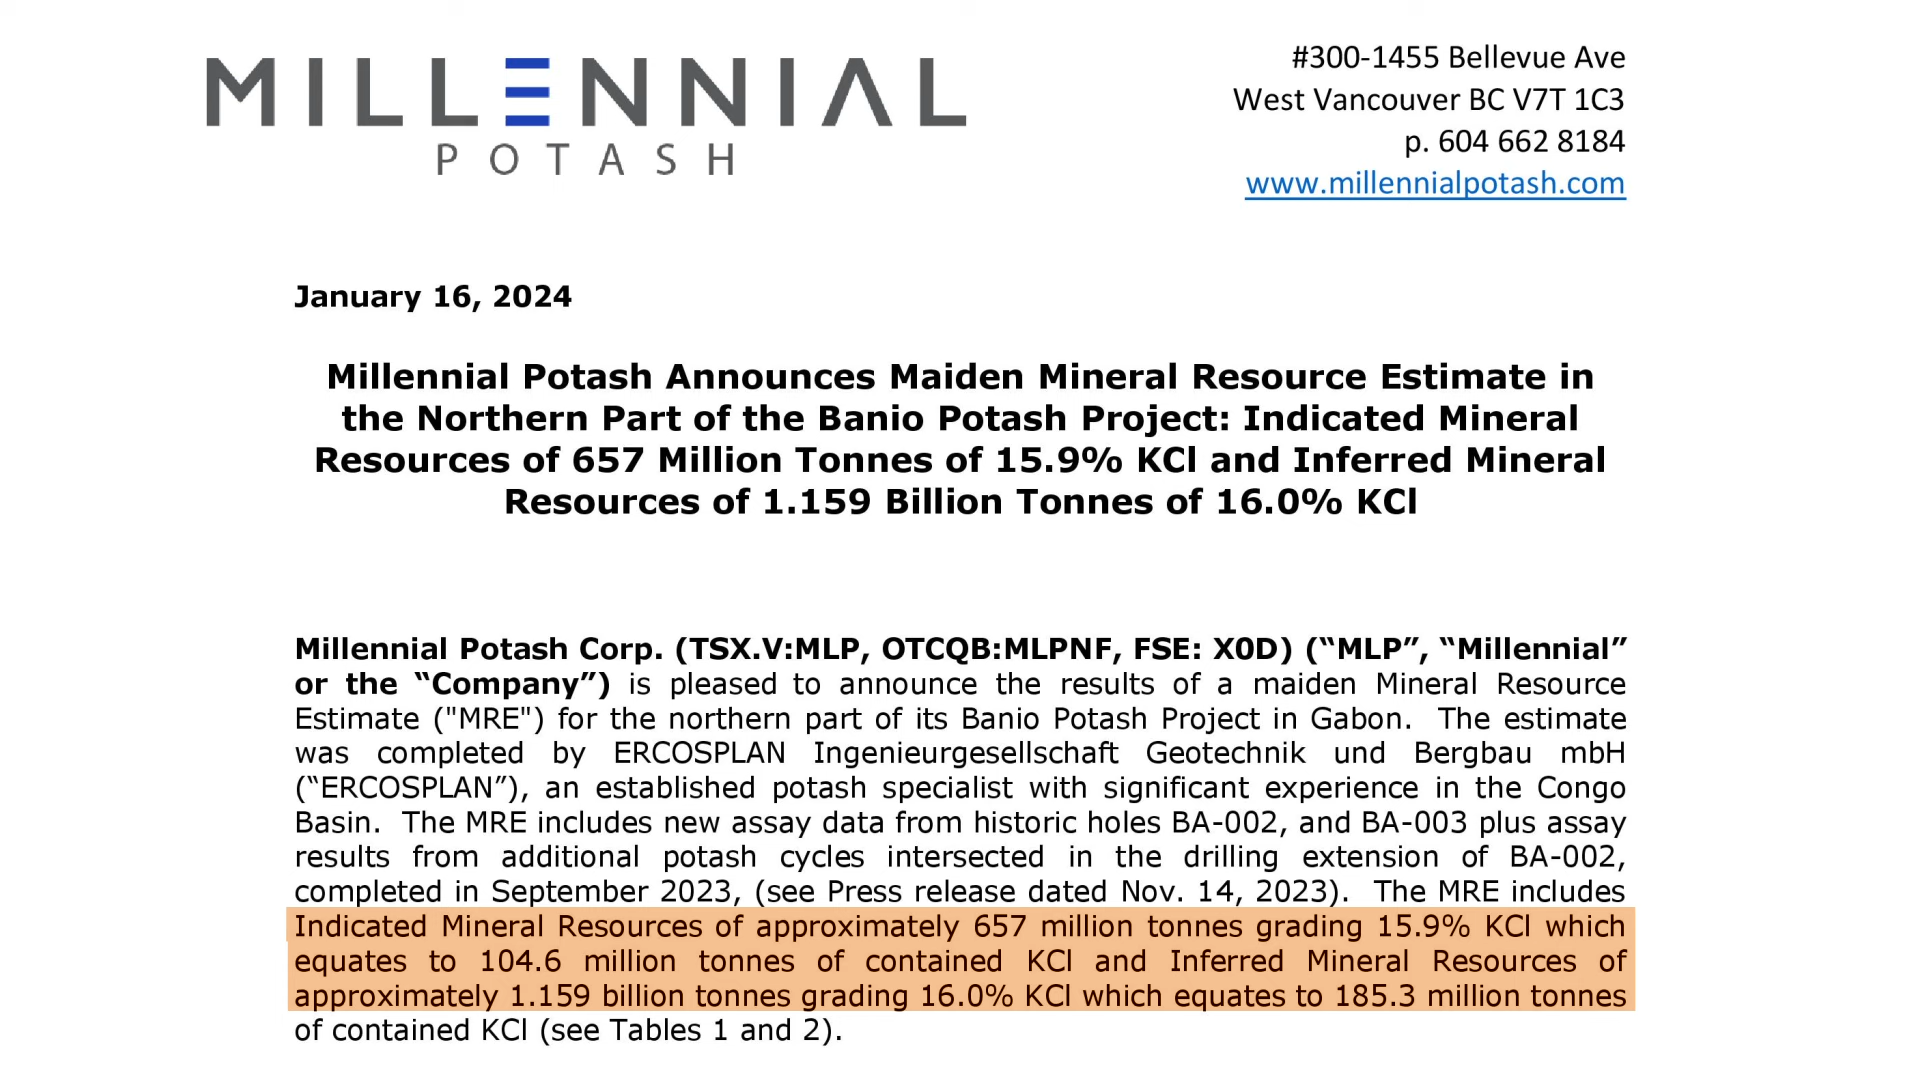 MILLENNIAL
POTASH
#300-1455 Bellevue Ave
West Vancouver BC V7T 1C3
p. 604 662 8184
www.millennialpotash.com
January 16, 2024
Millennial Potash Announces Maiden Mineral Resource Estimate in
the Northern Part of the Banio Potash Project: Indicated Mineral
Resources of 657 Million Tonnes of 15.9% KCl and Inferred Mineral
Resources of 1.159 Billion Tonnes of 16.0% KCl
Millennial Potash Corp. (TSX.V:MLP, OTCQB:MLPNF, FSE: X0D) (“MLP”, “Millennial”
or the “Company”) is pleased to announce the results of a maiden Mineral Resource
Estimate ("MRE") for the northern part of its Banio Potash Project in Gabon. The estimate
was completed by ERCOSPLAN Ingenieurgesellschaft Geotechnik und Bergbau mbH
(“ERCOSPLAN”), an established potash specialist with significant experience in the Congo
Basin. The MRE includes new assay data from historic holes BA-002, and BA-003 plus assay
results from additional potash cycles intersected in the drilling extension of BA-002,
completed in September 2023, (see Press release dated Nov. 14, 2023). The MRE includes
Indicated Mineral Resources of approximately 657 million tonnes grading 15.9% KCl which
equates to 104.6 million tonnes of contained KCl and Inferred Mineral Resources of
approximately 1.159 billion tonnes grading 16.0% KCl which equates to 185.3 million tonnes
of contained KCl (see Tables 1 and 2).